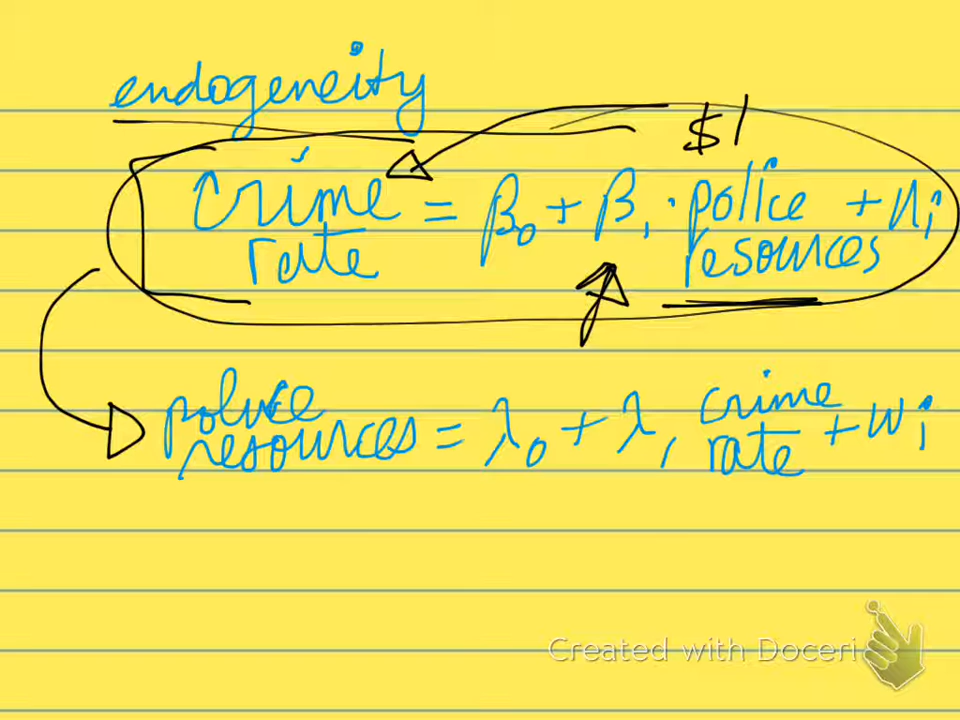 endogeneity
$1
crime rate = β₀ + β₁ · police resources + uᵢ
police resources = λ₀ + λ₁ crime rate + wᵢ
Created with Doceri